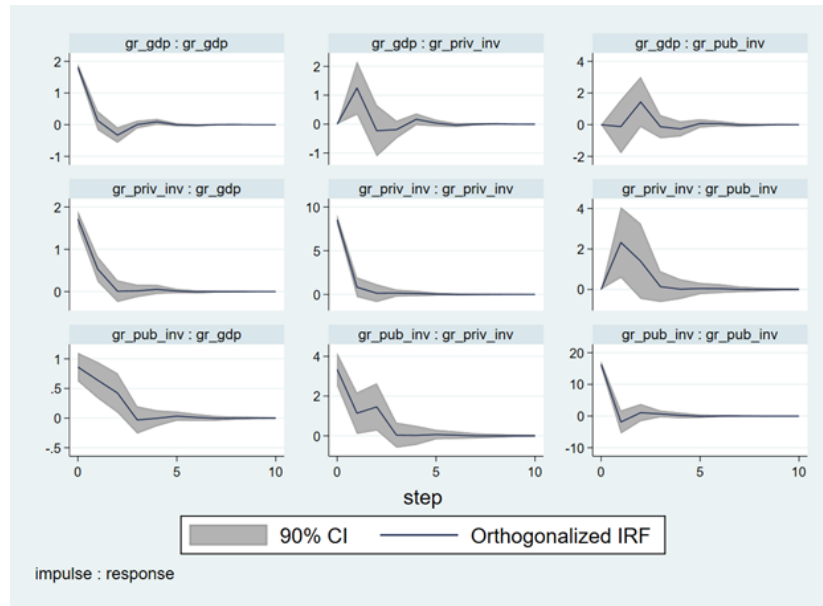 gr_gdp : gr_gdp gr_gdp : gr_priv_inv gr_gdp : gr_pub_inv
2 2 4
1 1 2
0 0 0
-1 -1 -2
gr_priv_inv : gr_gdp gr_priv_inv : gr_priv_inv gr_priv_inv : gr_pub_inv
2 10 4
1 5 2
0 0 0
gr_pub_inv : gr_gdp gr_pub_inv : gr_priv_inv gr_pub_inv : gr_pub_inv
1 4 20
.5 2 10
0 0 0
-.5 -10
0 5 10 0 5 10 0 5 10
step
90% CI Orthogonalized IRF
impulse : response